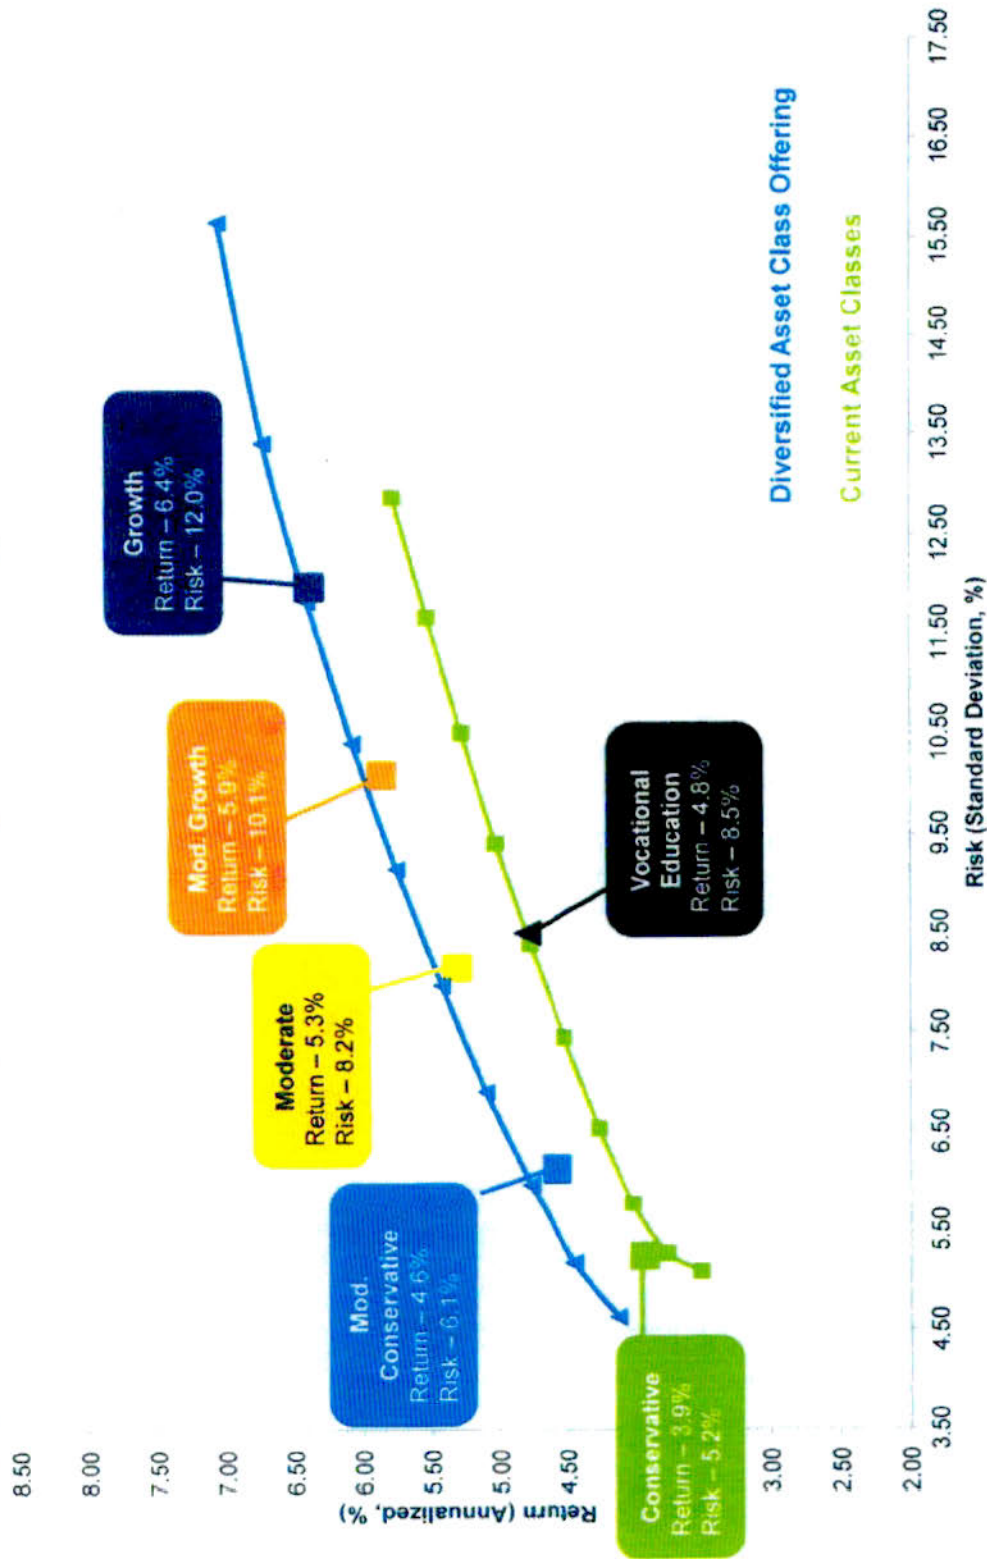 8.50
8.00
7.00
6.50
6.00
5.50
5.00
4.50
3.00
2.00
Return (Annualized, %)
3.50
4.50
5.50
6.50
7.50
8.50
9.50
10.50
11.50
12.50
13.50
14.50
15.50
16.50
17.50
Risk (Standard Deviation, %)
Growth
Return – 6.4%
Risk – 12.0%
Mod. Growth
Return – 5.9%
Risk – 10.1%
Moderate
Return – 5.3%
Risk – 8.2%
Mod.
Conservative
Return – 4.6%
Risk – 6.1%
Conservative
Return – 3.9%
Risk – 5.2%
Vocational
Education
Return – 4.8%
Risk – 8.5%
Diversified Asset Class Offering
Current Asset Classes